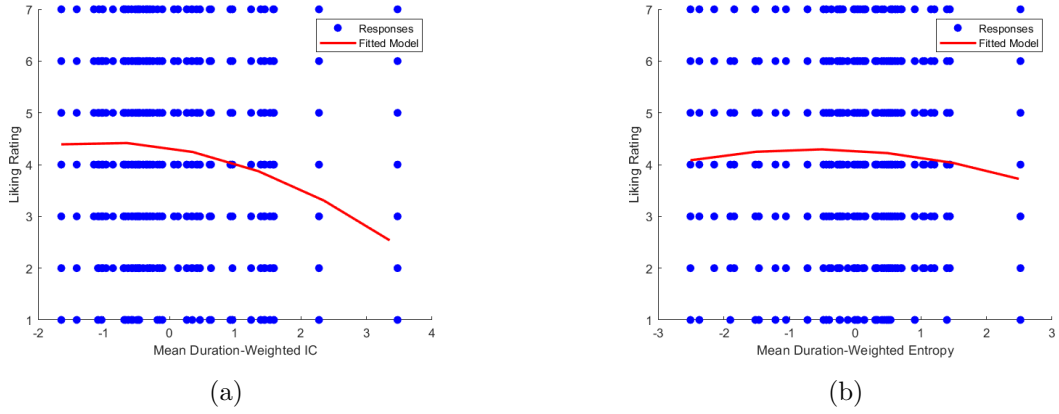 7
6
5
4
3
2
1
Liking Rating
-2
-1
0
1
2
3
4
Mean Duration-Weighted IC
Responses
Fitted Model
(a)
7
6
5
4
3
2
1
Liking Rating
-3
-2
-1
0
1
2
3
Mean Duration-Weighted Entropy
Responses
Fitted Model
(b)